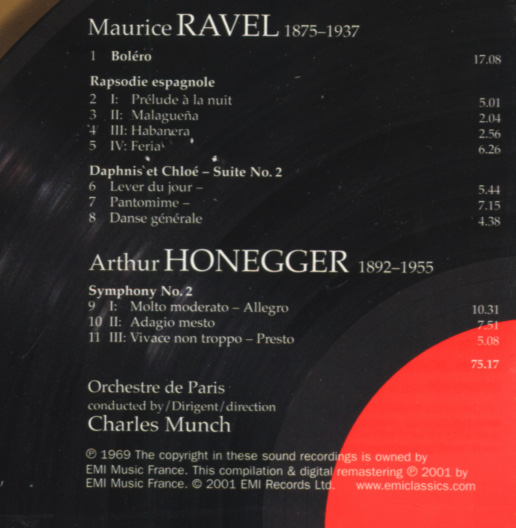 Maurice RAVEL 1875–1937
1 Boléro 17.08
Rapsodie espagnole
2 I: Prélude à la nuit 5.01
3 II: Malagueña 2.04
4 III: Habanera 2.56
5 IV: Feria 6.26
Daphnis et Chloé – Suite No. 2
6 Lever du jour – 5.44
7 Pantomime – 7.15
8 Danse générale 4.38
Arthur HONEGGER 1892–1955
Symphony No. 2
9 I: Molto moderato – Allegro 10.31
10 II: Adagio mesto 7.51
11 III: Vivace non troppo – Presto 5.08
75.17
Orchestre de Paris
conducted by/Dirigent/direction
Charles Munch
℗ 1969 The copyright in these sound recordings is owned by
EMI Music France. This compilation & digital remastering ℗ 2001 by
EMI Music France. © 2001 EMI Records Ltd. www.emiclassics.com